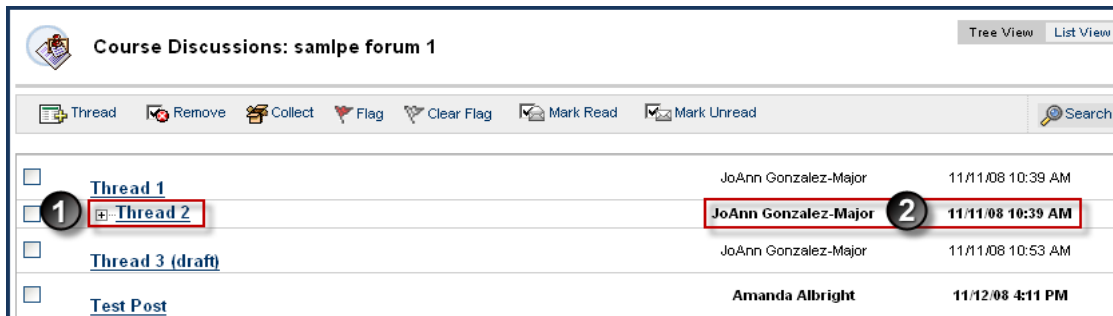 Tree View List View
Course Discussions: samlpe forum 1
Thread Remove Collect Flag Clear Flag Mark Read Mark Unread Search
Thread 1 JoAnn Gonzalez-Major 11/11/08 10:39 AM
1 Thread 2 JoAnn Gonzalez-Major 2 11/11/08 10:39 AM
Thread 3 (draft) JoAnn Gonzalez-Major 11/11/08 10:53 AM
Test Post Amanda Albright 11/12/08 4:11 PM